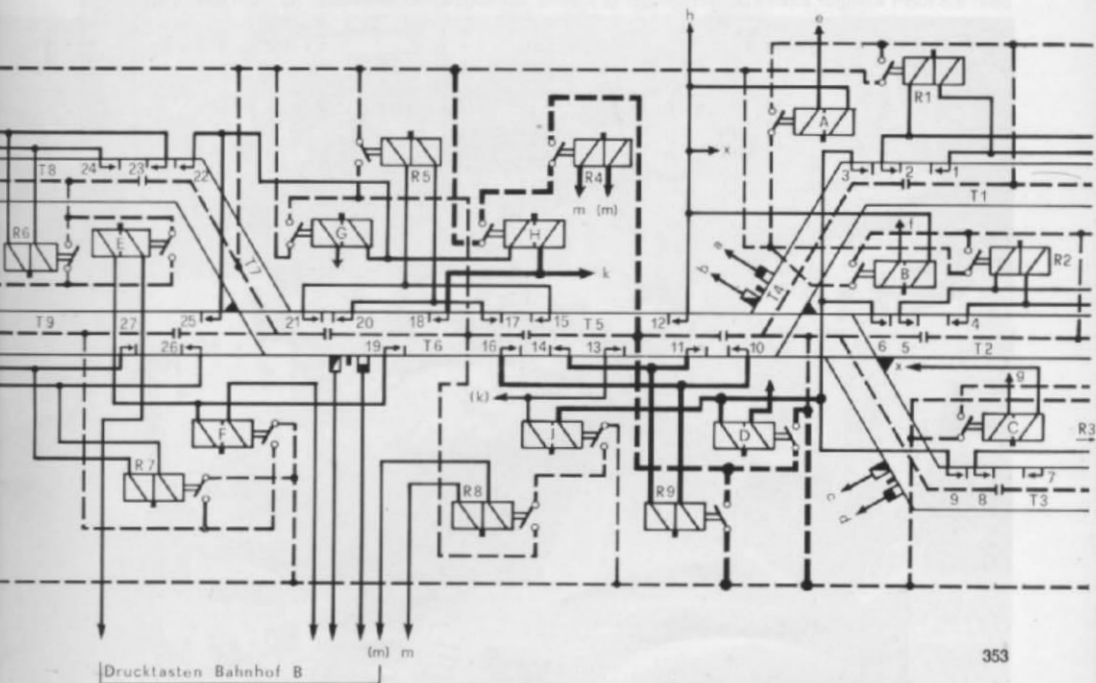 h
e
R1
A
x
T8
24 23 22
R5
R4
3 2 1
m (m)
T1
R6
E
G
H
f
B
R2
a
b
T7
T4
k
T9 27 25 21 20 18 17 15 T5 12 4
26 19 T6 16 14 13 11 10 6 5 T2
x
g
(k)
C
F
J
D
R3
R7
R8
R9
c
d
9 8 7 T3
(m) m
353
Drucktasten Bahnhof B